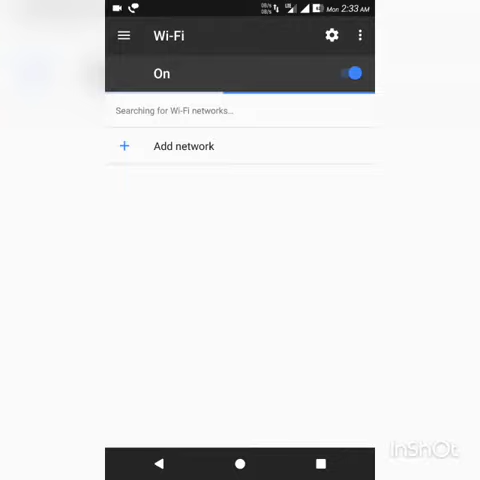 Mon 2:33 AM
Wi-Fi
On
Searching for Wi-Fi networks…
Add network
InShOt